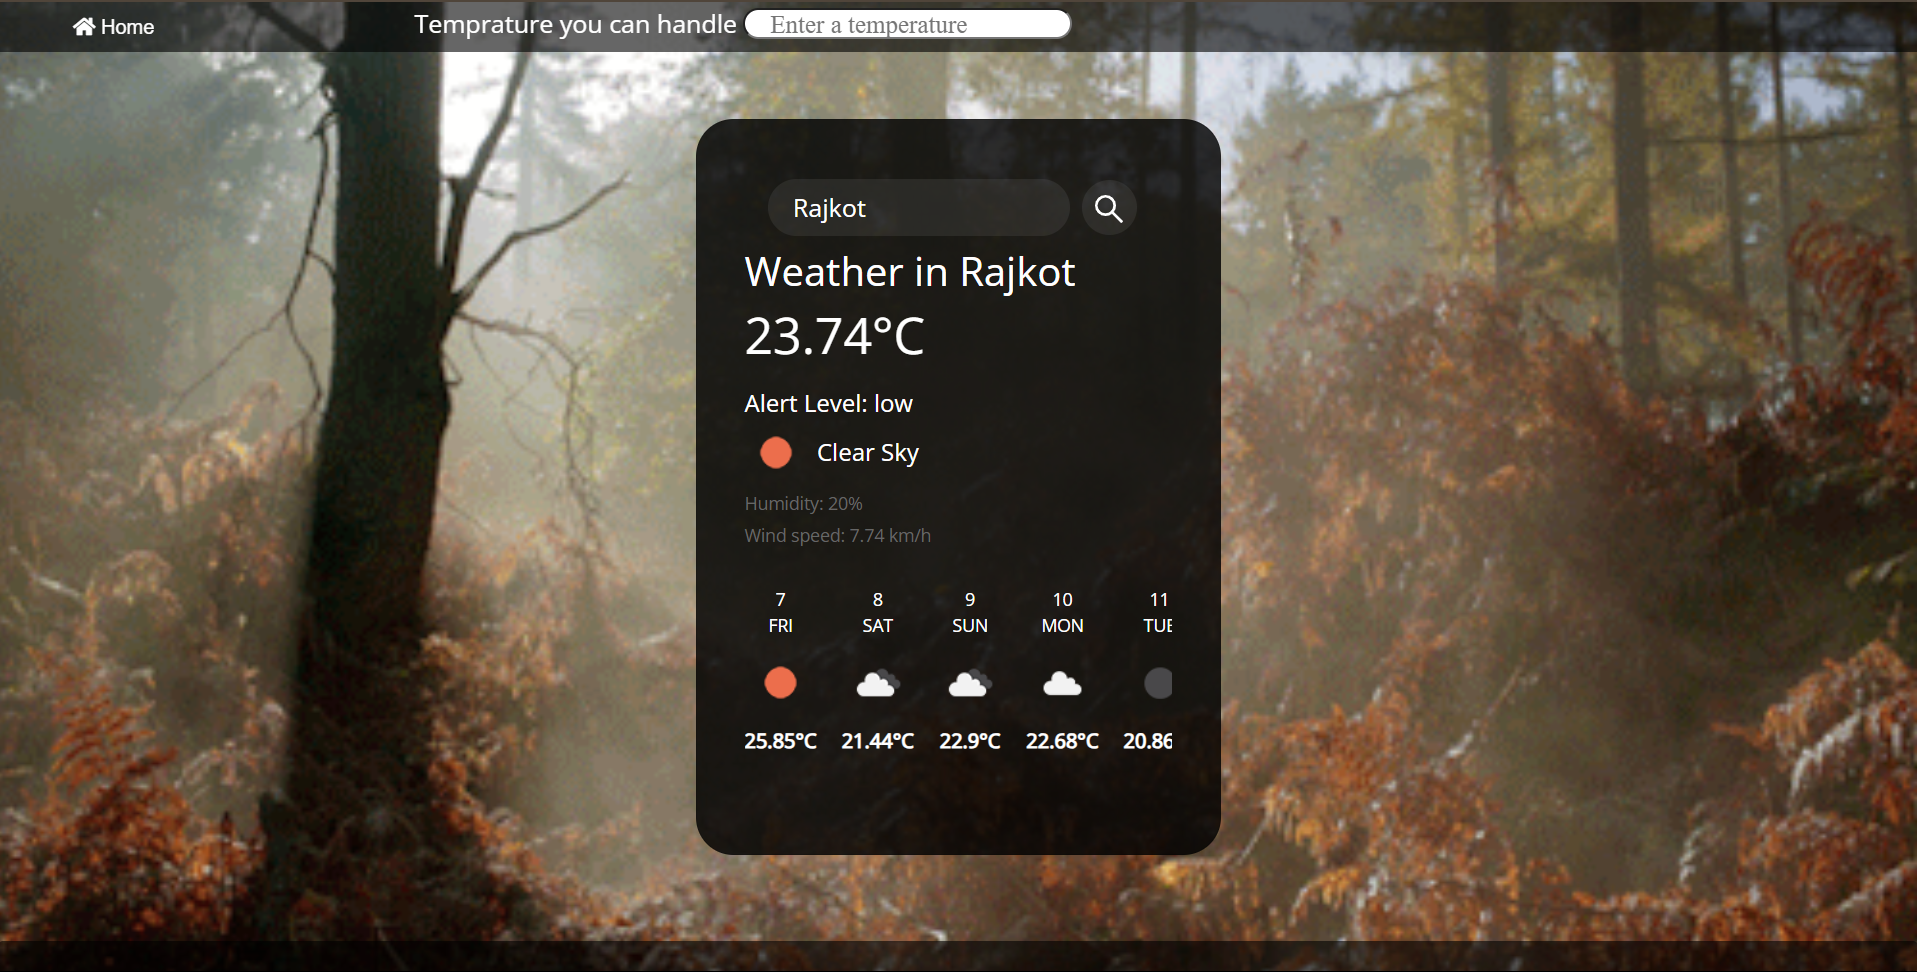 Home
Temprature you can handle Enter a temperature
Rajkot
Weather in Rajkot
23.74°C
Alert Level: low
Clear Sky
Humidity: 20%
Wind speed: 7.74 km/h
7 8 9 10 11
FRI SAT SUN MON TUE
25.85°C 21.44°C 22.9°C 22.68°C 20.86